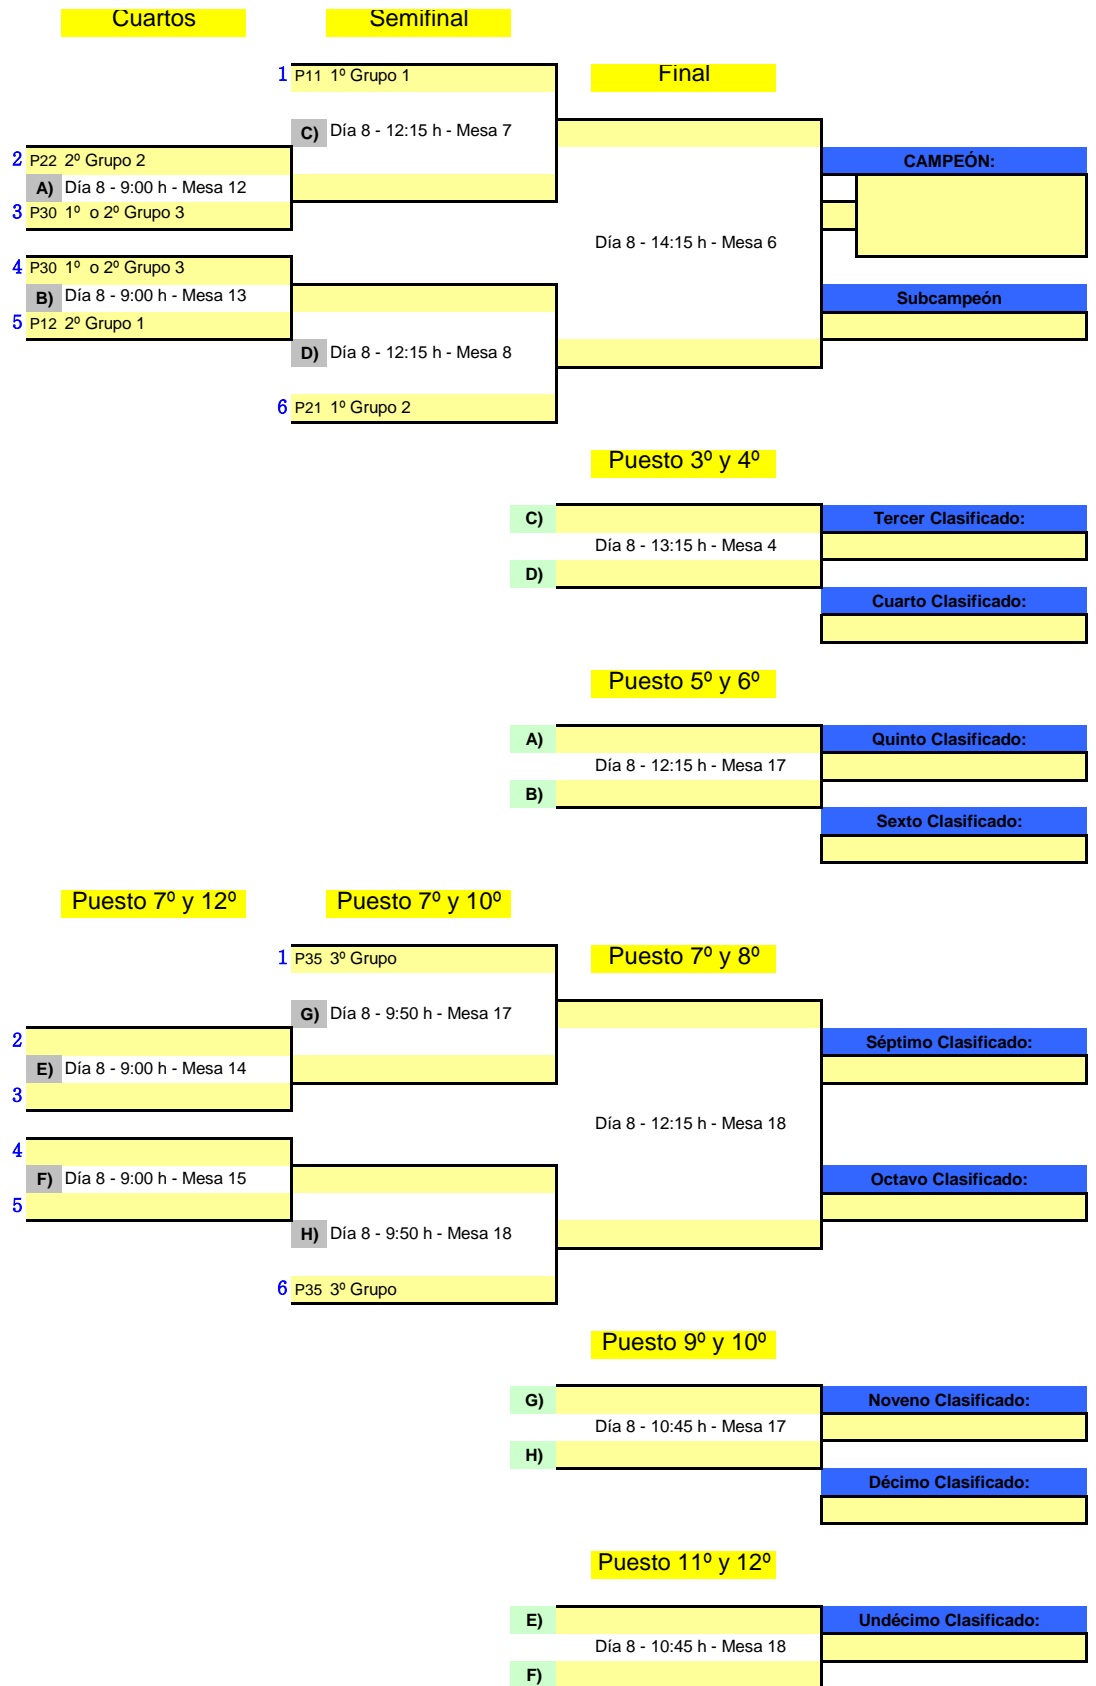 Cuartos
Semifinal
1 P11 1º Grupo 1
Final
C) Día 8 - 12:15 h - Mesa 7
2 P22 2º Grupo 2
CAMPEÓN:
A) Día 8 - 9:00 h - Mesa 12
3 P30 1º o 2º Grupo 3
Día 8 - 14:15 h - Mesa 6
4 P30 1º o 2º Grupo 3
B) Día 8 - 9:00 h - Mesa 13
Subcampeón
5 P12 2º Grupo 1
D) Día 8 - 12:15 h - Mesa 8
6 P21 1º Grupo 2
Puesto 3º y 4º
C)
Tercer Clasificado:
Día 8 - 13:15 h - Mesa 4
D)
Cuarto Clasificado:
Puesto 5º y 6º
A)
Quinto Clasificado:
Día 8 - 12:15 h - Mesa 17
B)
Sexto Clasificado:
Puesto 7º y 12º
Puesto 7º y 10º
1 P35 3º Grupo
Puesto 7º y 8º
G) Día 8 - 9:50 h - Mesa 17
2
Séptimo Clasificado:
E) Día 8 - 9:00 h - Mesa 14
3
Día 8 - 12:15 h - Mesa 18
4
F) Día 8 - 9:00 h - Mesa 15
Octavo Clasificado:
5
H) Día 8 - 9:50 h - Mesa 18
6 P35 3º Grupo
Puesto 9º y 10º
G)
Noveno Clasificado:
Día 8 - 10:45 h - Mesa 17
H)
Décimo Clasificado:
Puesto 11º y 12º
E)
Undécimo Clasificado:
Día 8 - 10:45 h - Mesa 18
F)